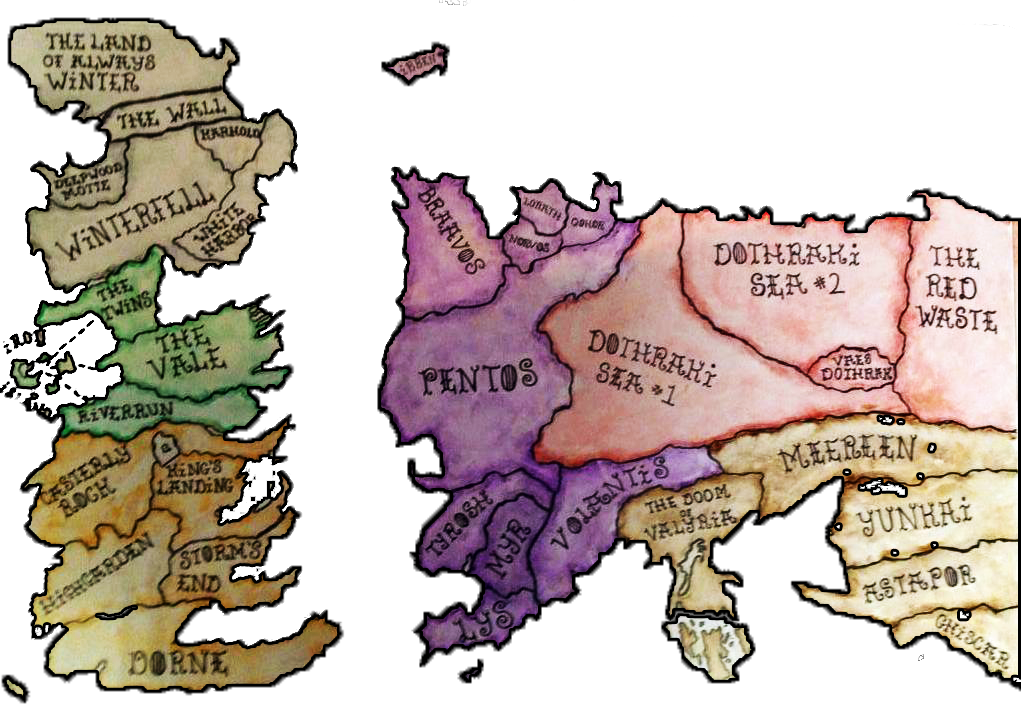 THE LAND
OF ALWAYS
WINTER
THE WALL
KARHOLD
DEEPWOOD
MOTTE
WINTERFELL
WHITE
HARBOR
THE
TWINS
THE
VALE
IRON
RIVERRUN
CASTERLY
ROCK
KING'S
LANDING
HIGHGARDEN
STORM'S
END
DORNE
IBBEN
BRAAVOS
LORATH
NORVOS
QOHOR
PENTOS
DOTHRAKI
SEA #1
DOTHRAKI
SEA #2
VAES
DOTHRAK
THE
RED
WASTE
TYROSH
MYR
LYS
VOLANTIS
THE DOOM
OF
VALYRIA
MEEREEN
YUNKAI
ASTAPOR
GHISCAR